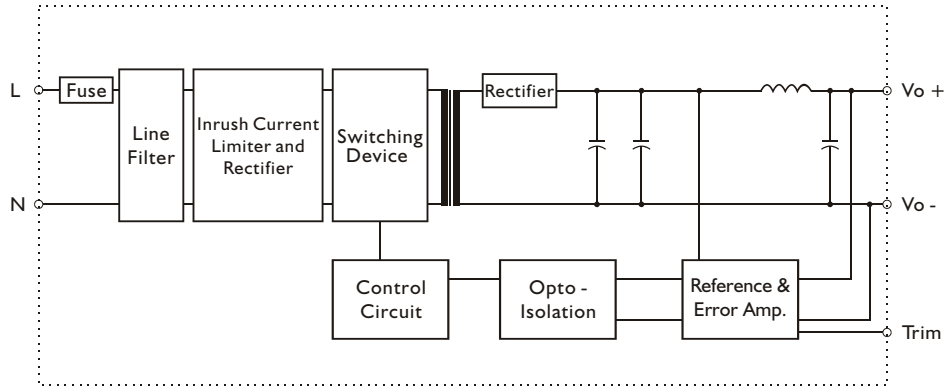 L
Fuse
Line
Filter
Inrush Current
Limiter and
Rectifier
Switching
Device
Rectifier
Vo +
N
Vo -
Control
Circuit
Opto -
Isolation
Reference &
Error Amp.
Trim